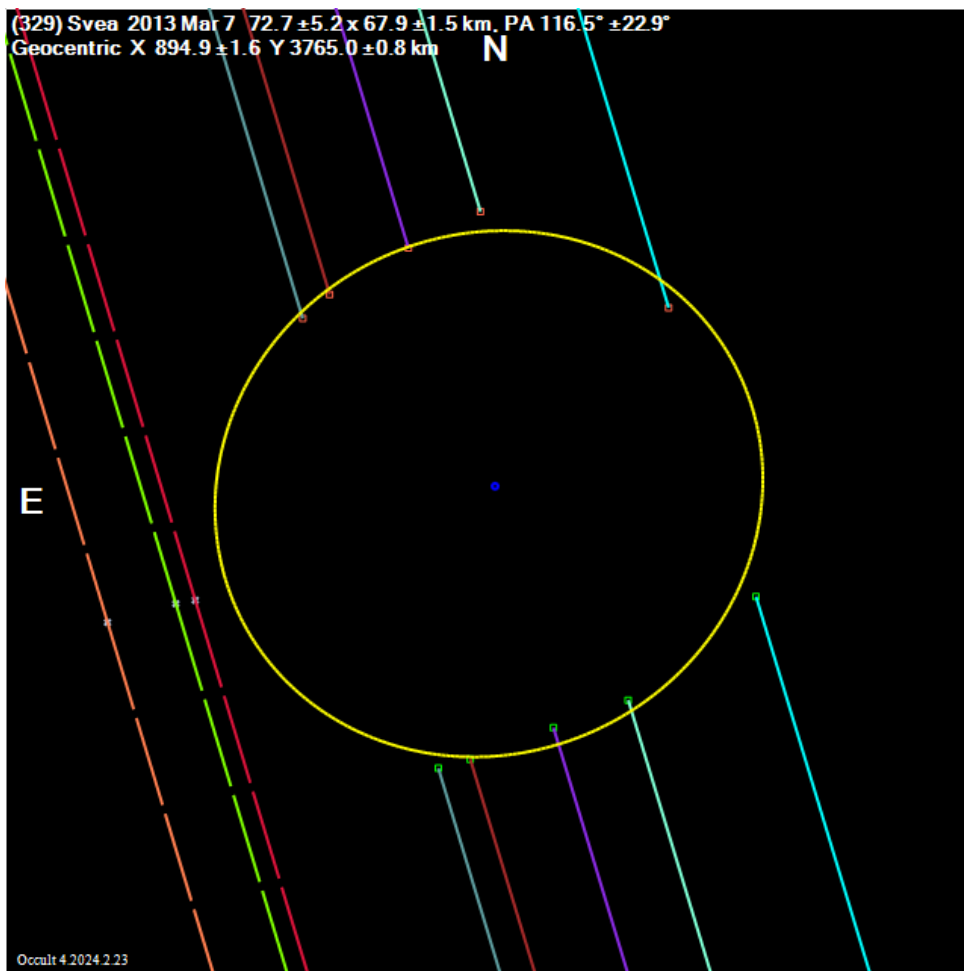 (329) Svea 2013 Mar 7 72.7 ±5.2 x 67.9 ±1.5 km, PA 116.5° ±22.9°
Geocentric X 894.9 ±1.6 Y 3765.0 ±0.8 km
N
E
Occult 4.2024.2.23